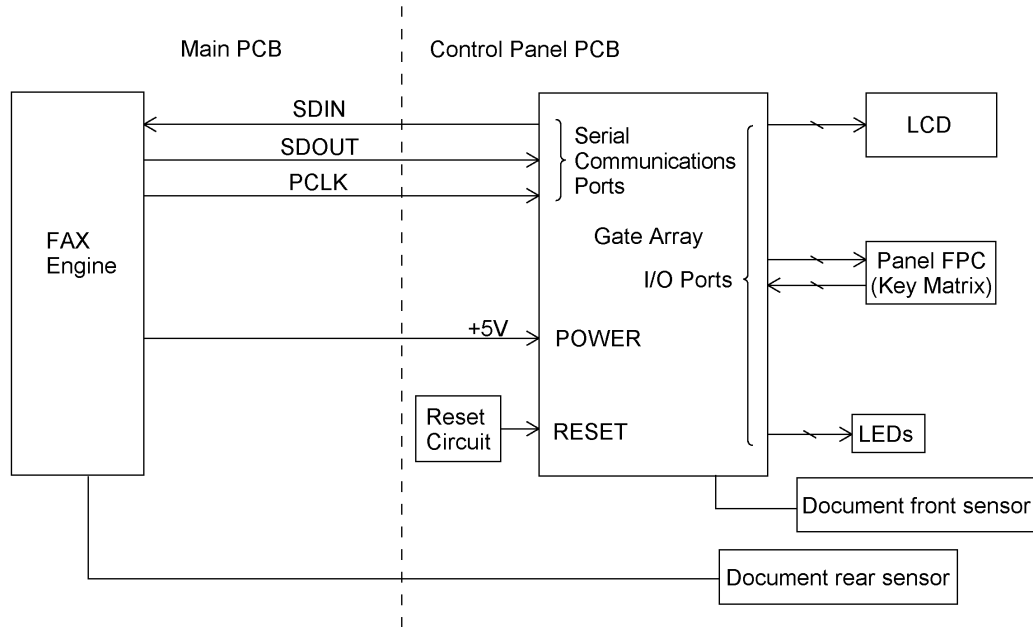 Main PCB
Control Panel PCB
SDIN
SDOUT
PCLK
Serial
Communications
Ports
LCD
FAX
Engine
Gate Array
I/O Ports
Panel FPC
(Key Matrix)
+5V
POWER
Reset
Circuit
RESET
LEDs
Document front sensor
Document rear sensor